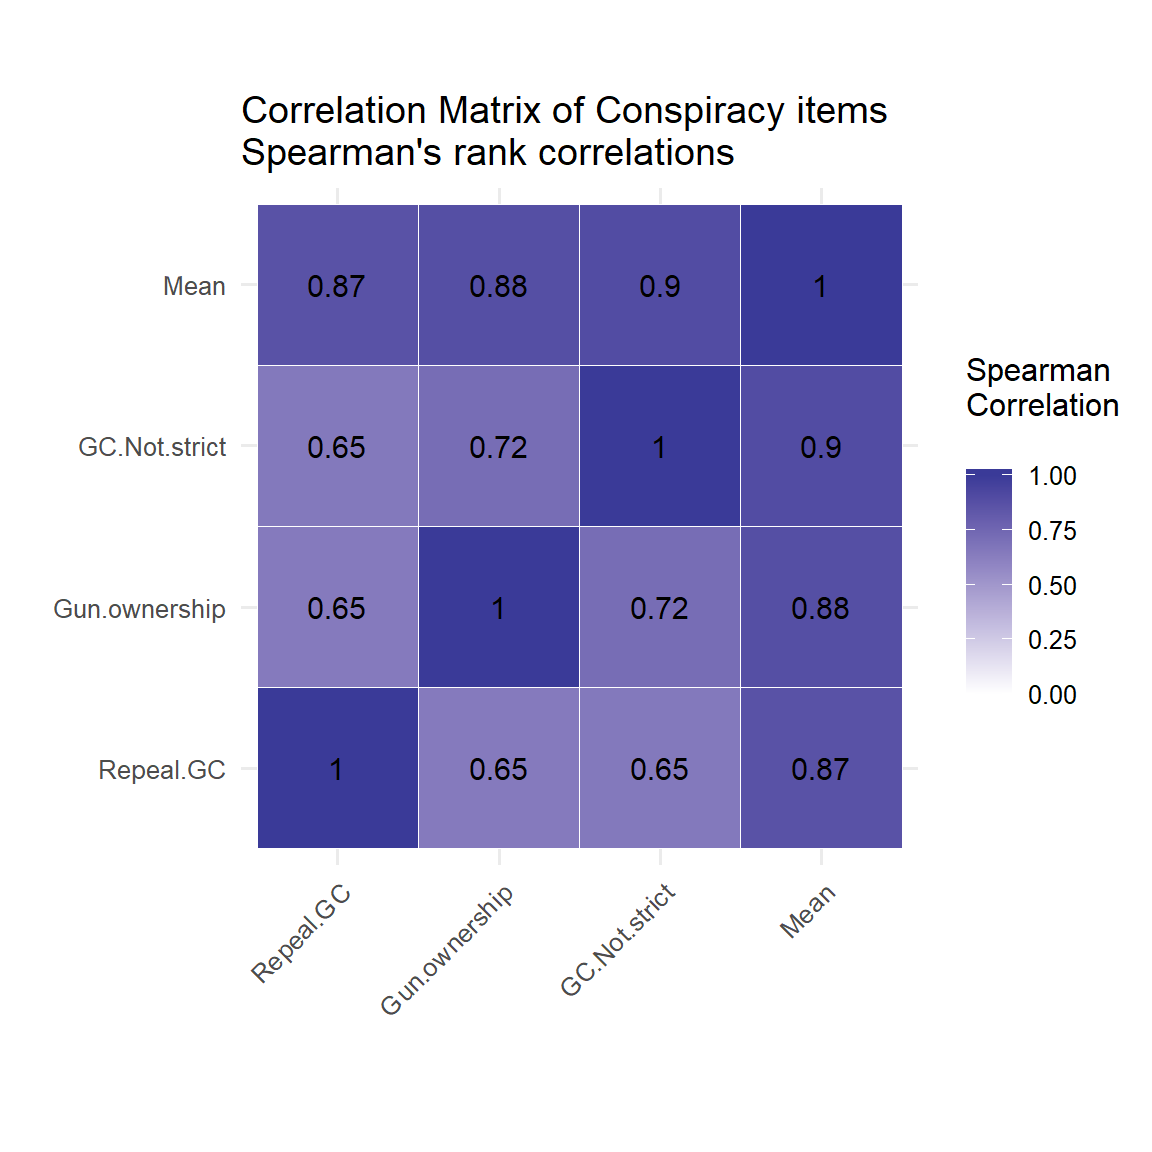 Correlation Matrix of Conspiracy items
Spearman's rank correlations
Mean
0.87 0.88 0.9 1
GC.Not.strict
0.65 0.72 1 0.9
Gun.ownership
0.65 1 0.72 0.88
Repeal.GC
1 0.65 0.65 0.87
Repeal.GC
Gun.ownership
GC.Not.strict
Mean
Spearman
Correlation
1.00
0.75
0.50
0.25
0.00